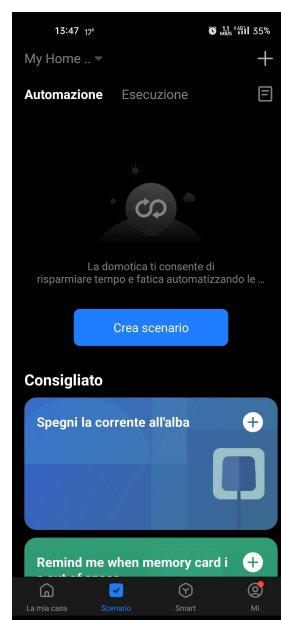 13:47 12° 35%
My Home ..
Automazione Esecuzione
La domotica ti consente di
risparmiare tempo e fatica automatizzando le ...
Crea scenario
Consigliato
Spegni la corrente all'alba
Remind me when memory card i
s out of space
La mia casa Scenario Smart Mi